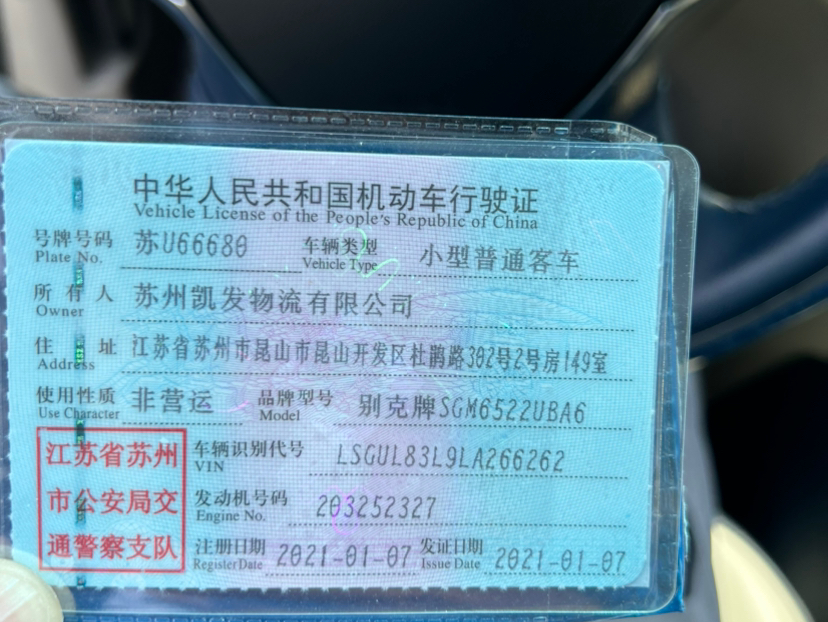 中华人民共和国机动车行驶证
Vehicle License of the People's Republic of China
号牌号码 苏U66680 车辆类型 小型普通客车
Plate No. Vehicle Type
所有人 苏州凯发物流有限公司
Owner
住址 江苏省苏州市昆山市昆山开发区杜鹃路302号2号房149室
Address
使用性质 非营运 品牌型号 别克牌SGM6522UBA6
Use Character Model
江苏省苏州 车辆识别代号 LSGUL83L9LA266262
VIN
市公安局交 发动机号码 203252327
Engine No.
通警察支队 注册日期 2021-01-07 发证日期 2021-01-07
Register Date Issue Date